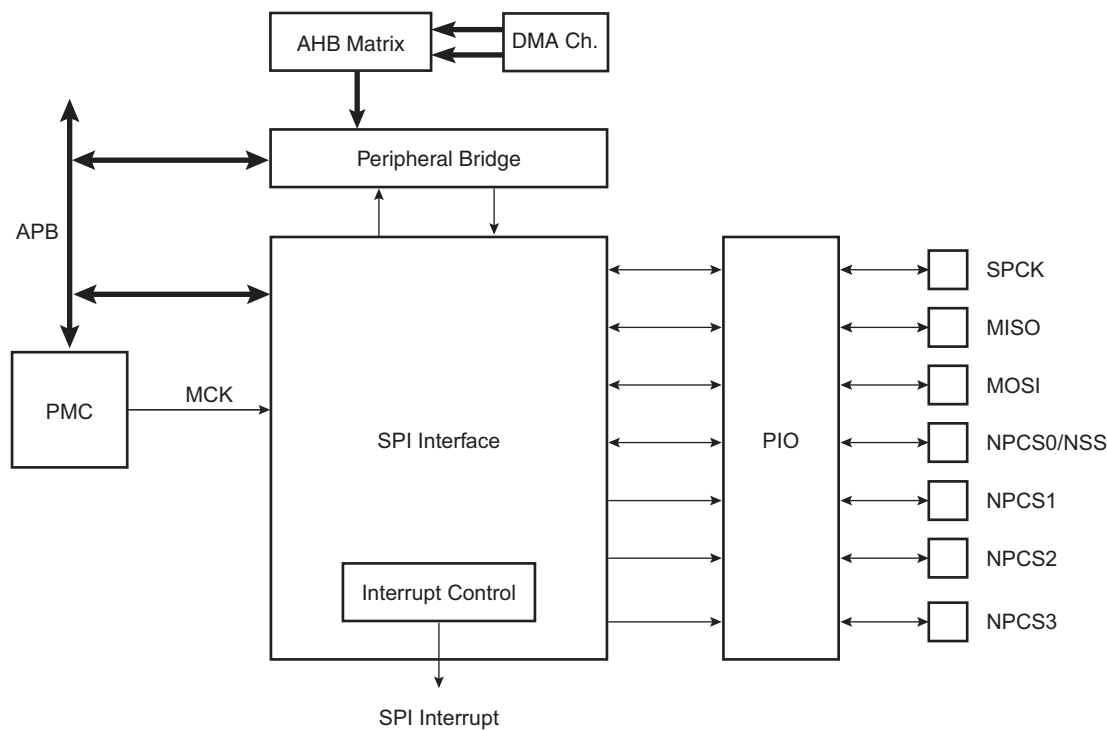 AHB Matrix
DMA Ch.
Peripheral Bridge
APB
PMC
MCK
SPI Interface
PIO
SPCK
MISO
MOSI
NPCS0/NSS
NPCS1
NPCS2
NPCS3
Interrupt Control
SPI Interrupt